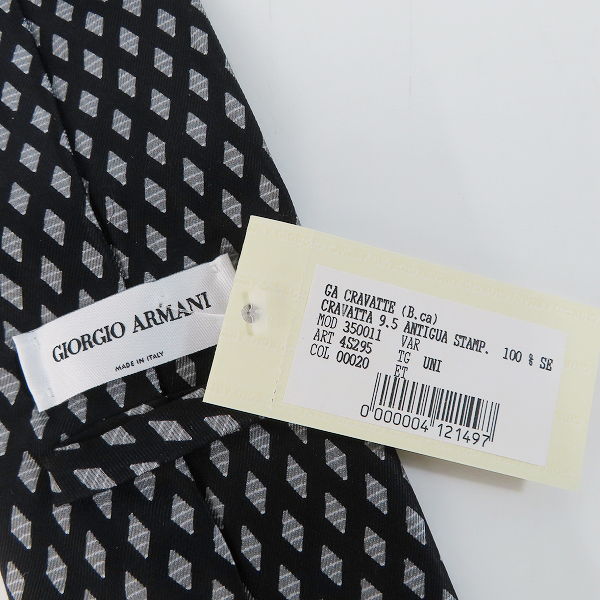 GIORGIO ARMANI
MADE IN ITALY
GA CRAVATTE (B.ca)
CRAVATTA 9.5 ANTIGUA STAMP. 100 % SE
MOD 350011 VAR
ART 4S295 TG UNI
COL 00020 ET
0 000004 121497